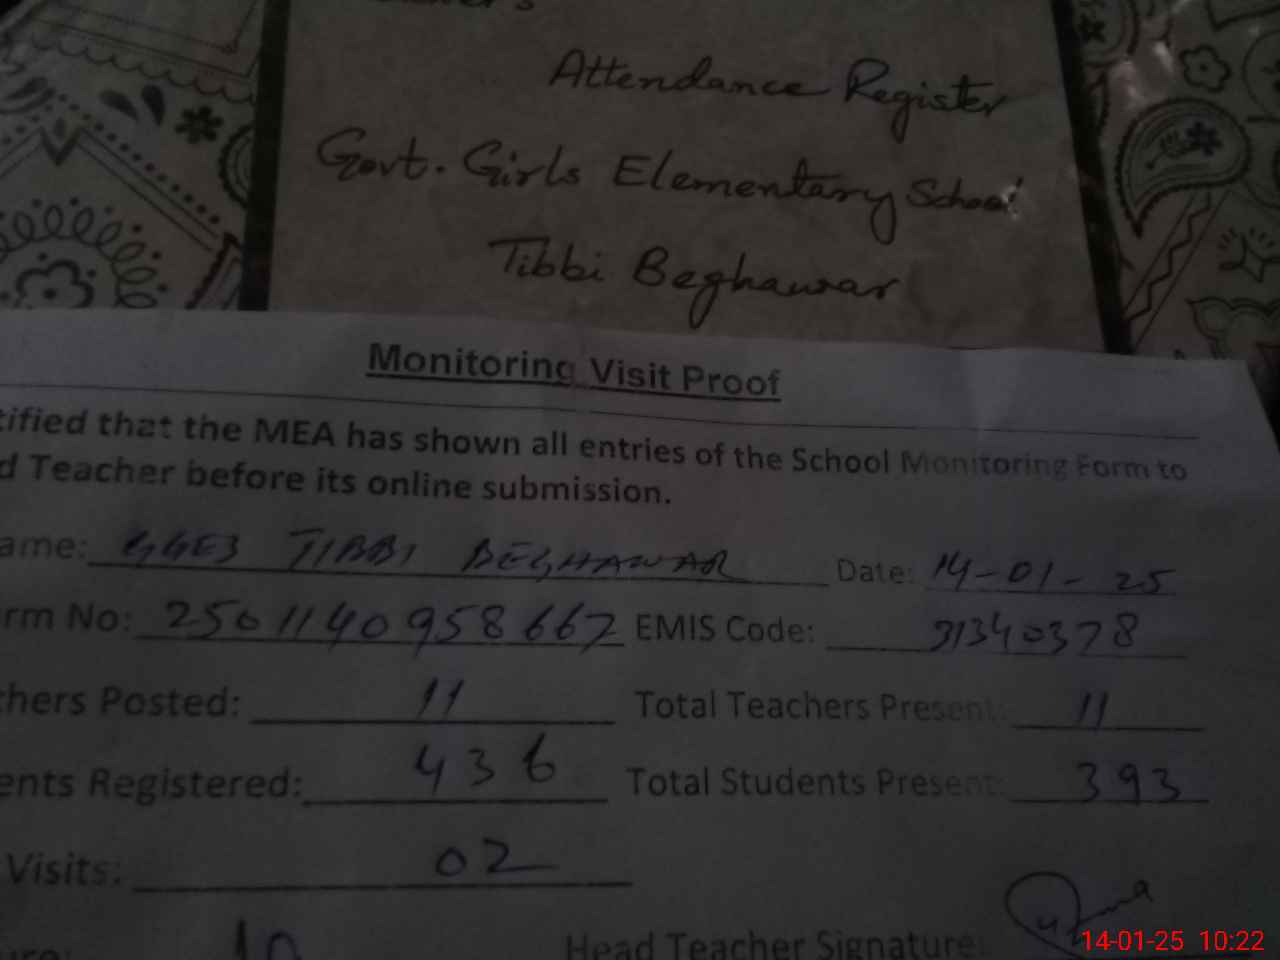 Attendance Register
Govt. Girls Elementary School
Tibbi Beghawar
Monitoring Visit Proof
tified that the MEA has shown all entries of the School Monitoring Form to
d Teacher before its online submission.
ame: GGES TIBBI BEGHAWAR Date: 14-01-25
rm No: 2501140958667 EMIS Code: 31340378
chers Posted: 11 Total Teachers Present: 11
ents Registered: 436 Total Students Present: 393
Visits: 02
ure: Head Teacher Signature:
14-01-25 10:22